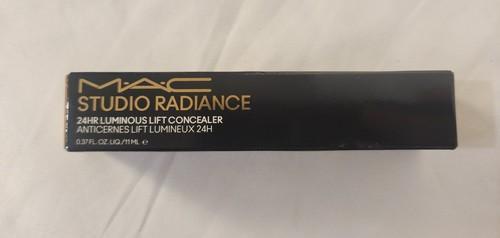 M·A·C
STUDIO RADIANCE
24HR LUMINOUS LIFT CONCEALER
ANTICERNES LIFT LUMINEUX 24H
0.37 FL. OZ. LIQ./11 ML ℮